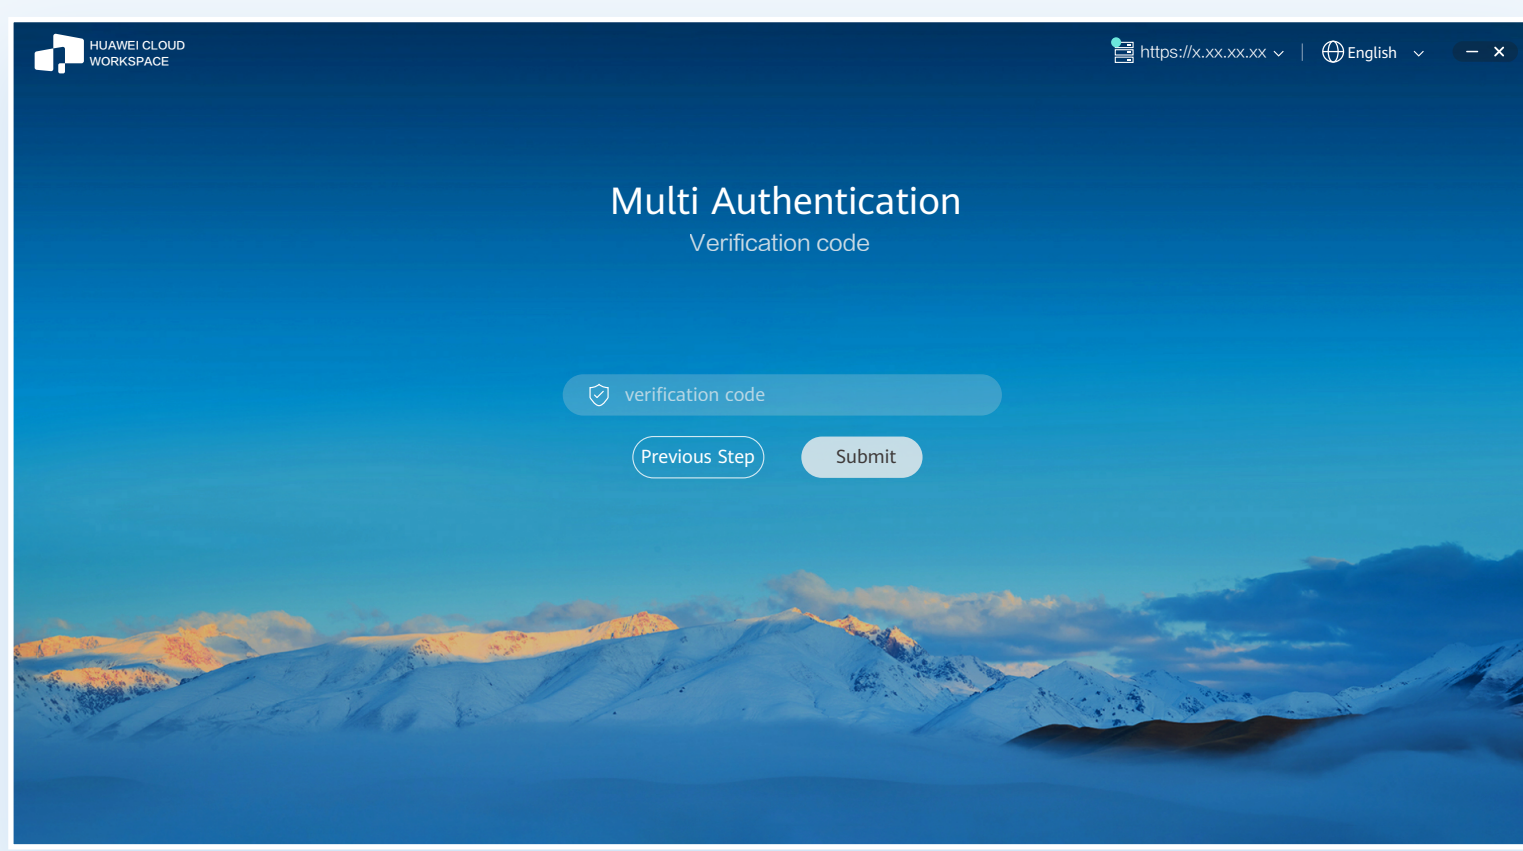 HUAWEI CLOUD
WORKSPACE
https://x.xx.xx.xx
English
Multi Authentication
Verification code
verification code
Previous Step
Submit